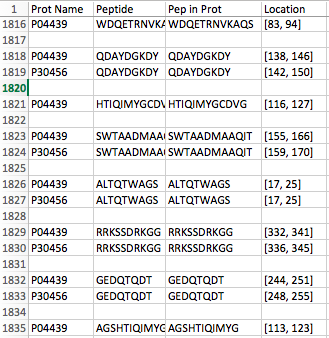 1 Prot Name Peptide Pep in Prot Location
1816 P04439 WDQETRNVKA WDQETRNVKAQS [83, 94]
1817
1818 P04439 QDAYDGKDY QDAYDGKDY [138, 146]
1819 P30456 QDAYDGKDY QDAYDGKDY [142, 150]
1820
1821 P04439 HTIQIMYGCDV HTIQIMYGCDVG [116, 127]
1822
1823 P04439 SWTAADMAA SWTAADMAAQIT [155, 166]
1824 P30456 SWTAADMAA SWTAADMAAQIT [159, 170]
1825
1826 P04439 ALTQTWAGS ALTQTWAGS [17, 25]
1827 P30456 ALTQTWAGS ALTQTWAGS [17, 25]
1828
1829 P04439 RRKSSDRKGG RRKSSDRKGG [332, 341]
1830 P30456 RRKSSDRKGG RRKSSDRKGG [336, 345]
1831
1832 P04439 GEDQTQDT GEDQTQDT [244, 251]
1833 P30456 GEDQTQDT GEDQTQDT [248, 255]
1834
1835 P04439 AGSHTIQIMYG AGSHTIQIMYG [113, 123]